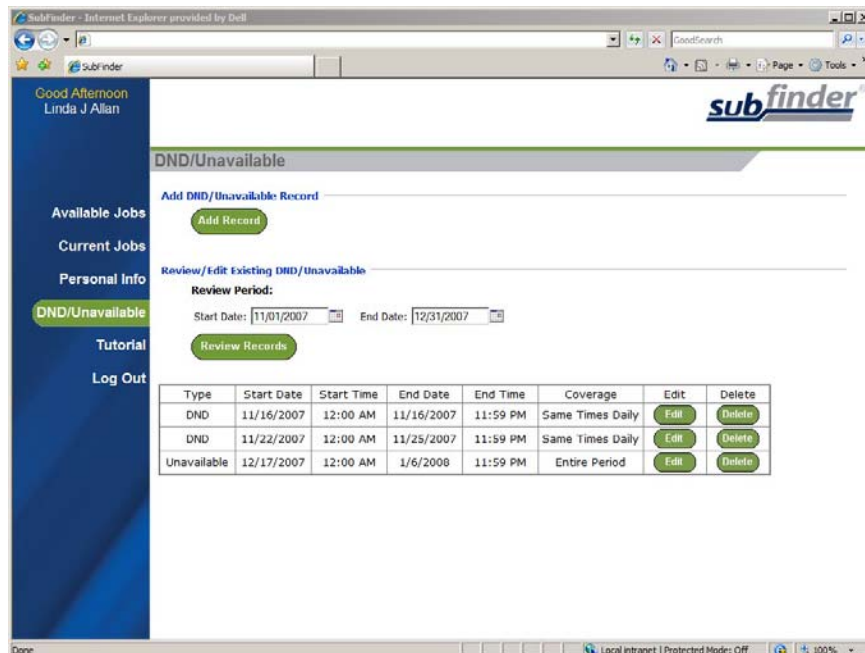 SubFinder - Internet Explorer provided by Dell
GoodSearch
SubFinder
Page
Tools
Good Afternoon
Linda J Allan
subfinder
DND/Unavailable
Add DND/Unavailable Record
Add Record
Available Jobs
Current Jobs
Personal Info
DND/Unavailable
Tutorial
Log Out
Review/Edit Existing DND/Unavailable
Review Period:
Start Date: 11/01/2007 End Date: 12/31/2007
Review Records
Type Start Date Start Time End Date End Time Coverage Edit Delete
DND 11/16/2007 12:00 AM 11/16/2007 11:59 PM Same Times Daily Edit Delete
DND 11/22/2007 12:00 AM 11/25/2007 11:59 PM Same Times Daily Edit Delete
Unavailable 12/17/2007 12:00 AM 1/6/2008 11:59 PM Entire Period Edit Delete
Done Local intranet | Protected Mode: Off 100%